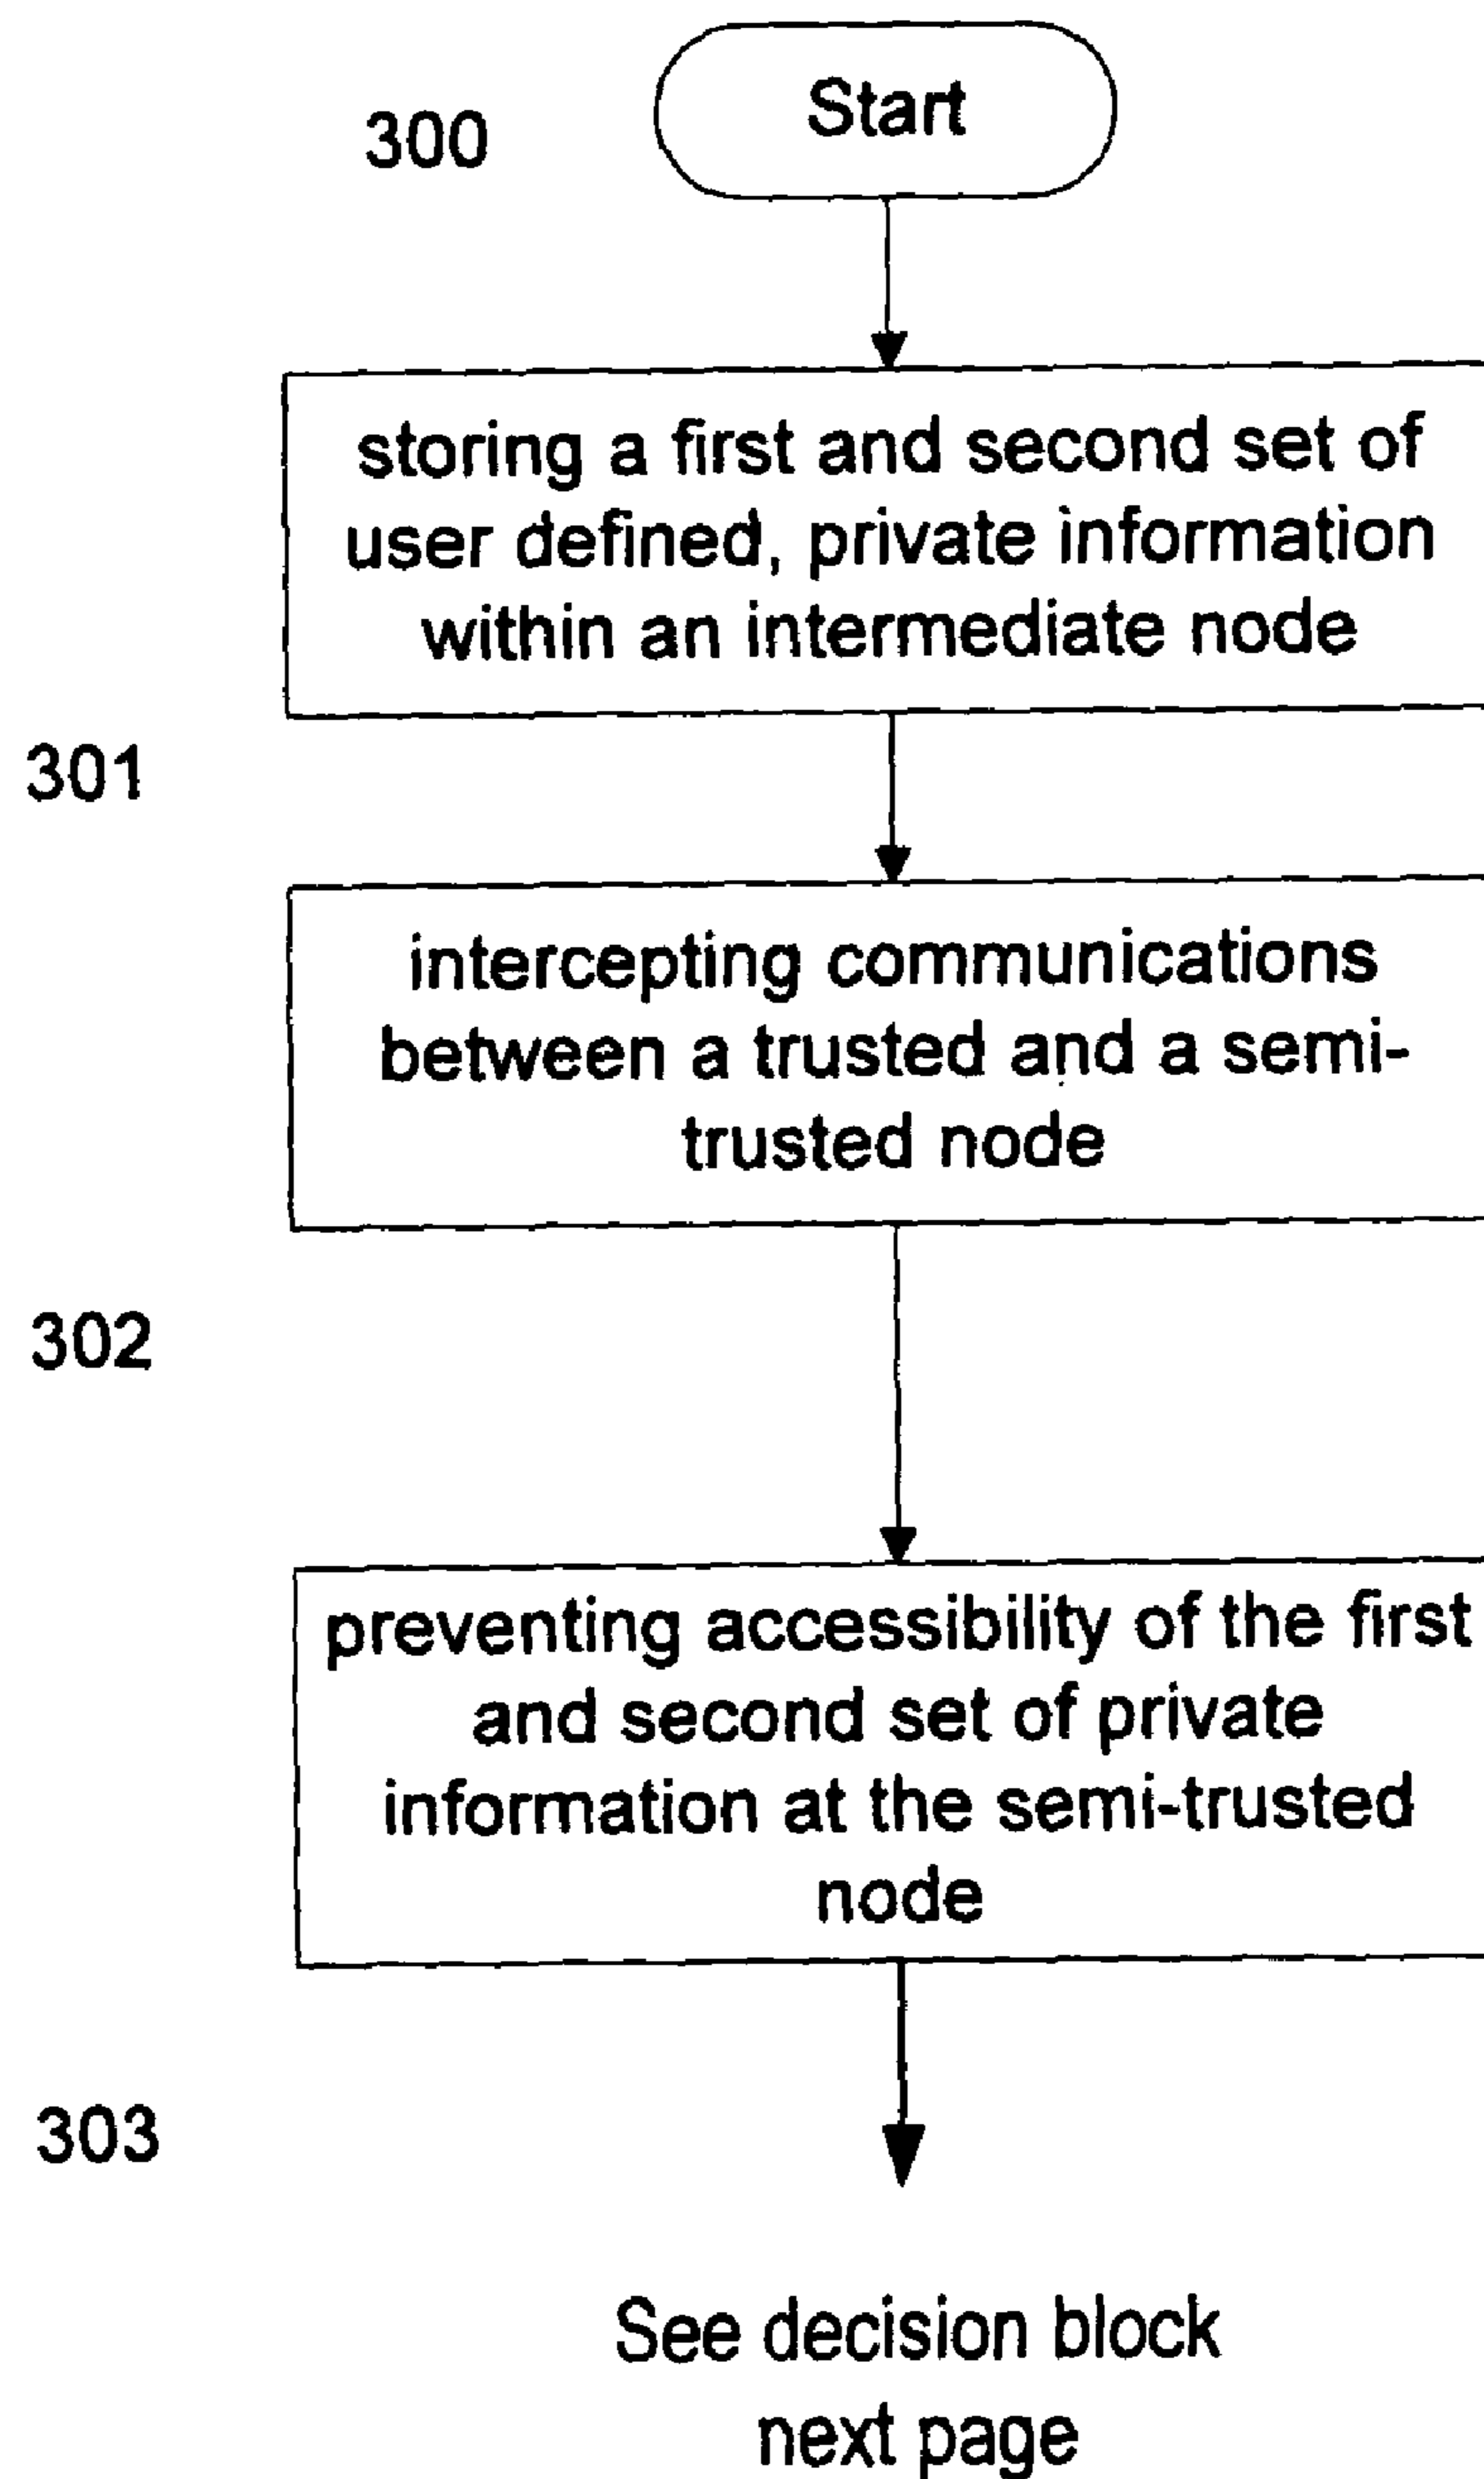 300
Start
storing a first and second set of
user defined, private information
within an intermediate node
301
intercepting communications
between a trusted and a semi-
trusted node
302
preventing accessibility of the first
and second set of private
information at the semi-trusted
node
303
See decision block
next page